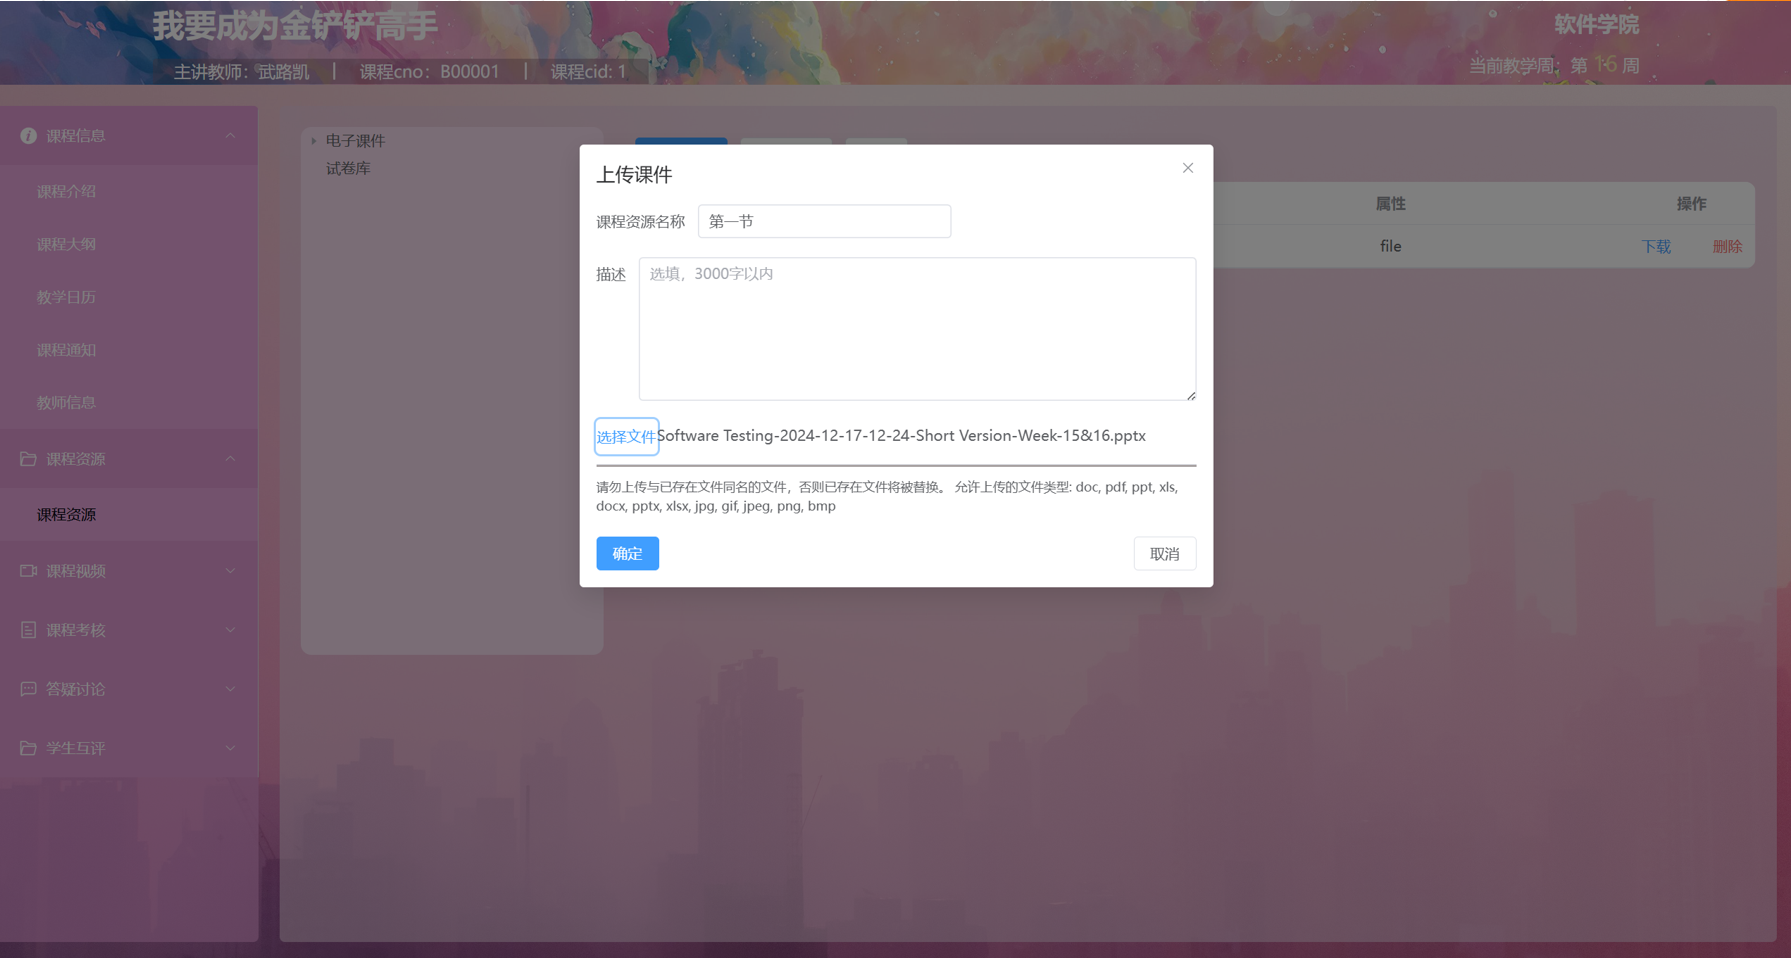 我要成为金铲铲高手
软件学院
主讲教师：武路凯 | 课程cno：B00001 | 课程cid: 1
当前教学周：第 16 周
课程信息
课程介绍
课程大纲
教学日历
课程通知
教师信息
课程资源
课程资源
课程视频
课程考核
答疑讨论
学生互评
电子课件
试卷库
属性 操作
file 下载 删除
上传课件
课程资源名称 第一节
描述 选填，3000字以内
选择文件 Software Testing-2024-12-17-12-24-Short Version-Week-15&16.pptx
请勿上传与已存在文件同名的文件，否则已存在文件将被替换。 允许上传的文件类型: doc, pdf, ppt, xls,
docx, pptx, xlsx, jpg, gif, jpeg, png, bmp
确定 取消